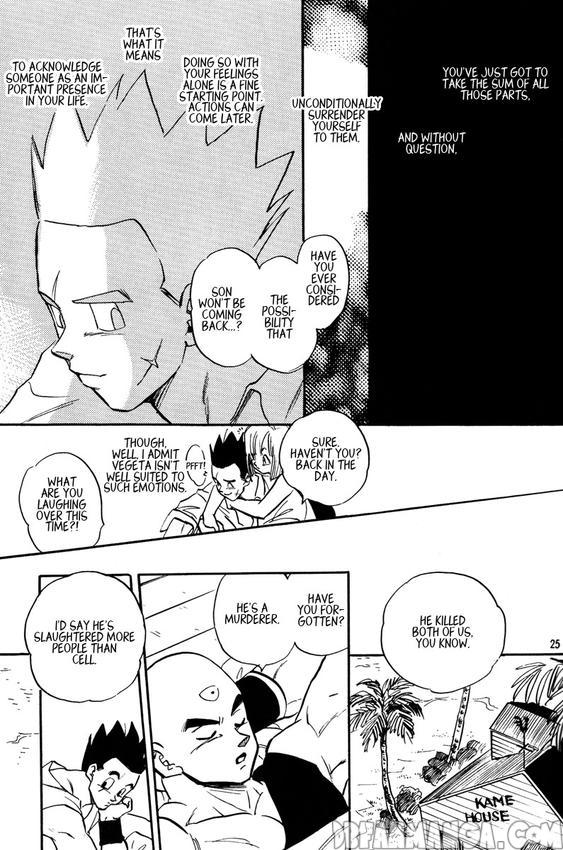 YOU'VE JUST GOT TO
TAKE THE SUM OF ALL
THOSE PARTS,
AND WITHOUT
QUESTION,
UNCONDITIONALLY
SURRENDER
YOURSELF
TO THEM.
DOING SO WITH
YOUR FEELINGS
ALONE IS A FINE
STARTING POINT.
ACTIONS CAN
COME LATER.
THAT'S
WHAT IT
MEANS
TO ACKNOWLEDGE
SOMEONE AS AN IM-
PORTANT PRESENCE
IN YOUR LIFE.
HAVE
YOU EVER
CONSI-
DERED
THE
POSSI-
BILITY
THAT
SON
WON'T BE
COMING
BACK...?
SURE.
HAVEN'T YOU?
BACK IN THE
DAY.
PFFT!
THOUGH,
WELL, I ADMIT
VEGETA ISN'T
WELL SUITED TO
SUCH EMOTIONS.
WHAT
ARE YOU
LAUGHING
OVER THIS
TIME?!
25
HE KILLED
BOTH OF US,
YOU KNOW.
KAME
HOUSE
HAVE YOU FOR-
GOTTEN?
HE'S A
MURDERER.
I'D SAY HE'S
SLAUGHTERED MORE
PEOPLE THAN
CELL.
DBFAANMANGA.COM